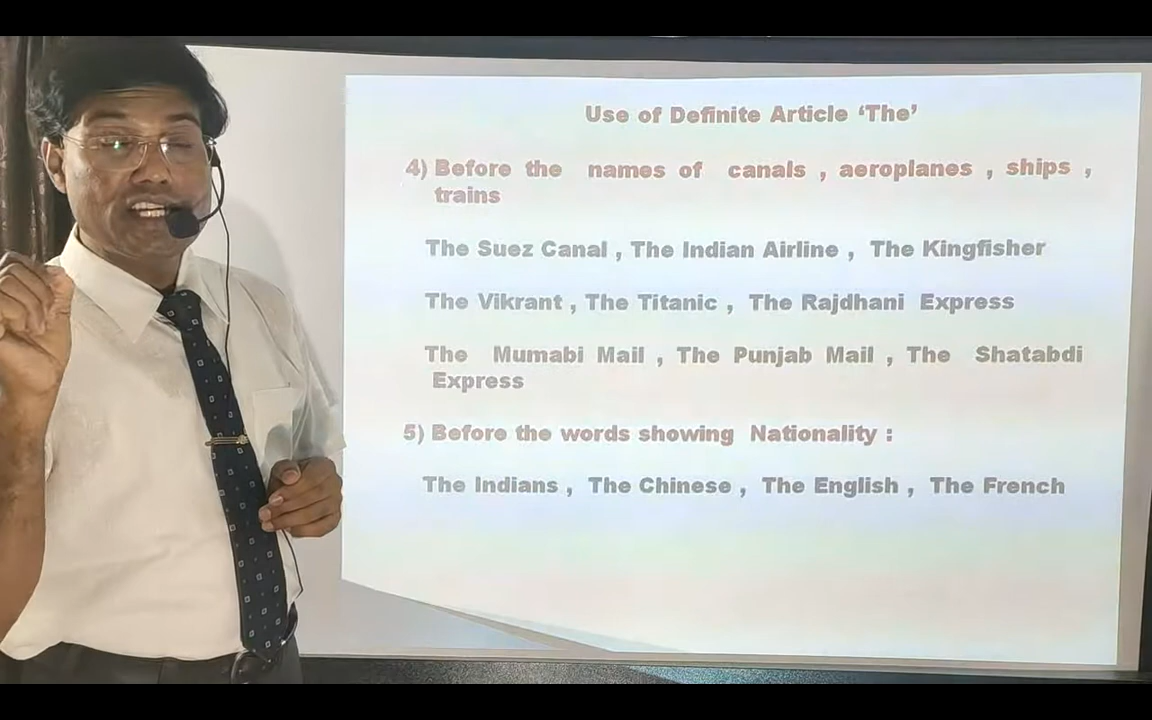 Use of Definite Article ‘The’
4) Before the names of canals , aeroplanes , ships ,
trains
The Suez Canal , The Indian Airline , The Kingfisher
The Vikrant , The Titanic , The Rajdhani Express
The Mumabi Mail , The Punjab Mail , The Shatabdi
Express
5) Before the words showing Nationality :
The Indians , The Chinese , The English , The French